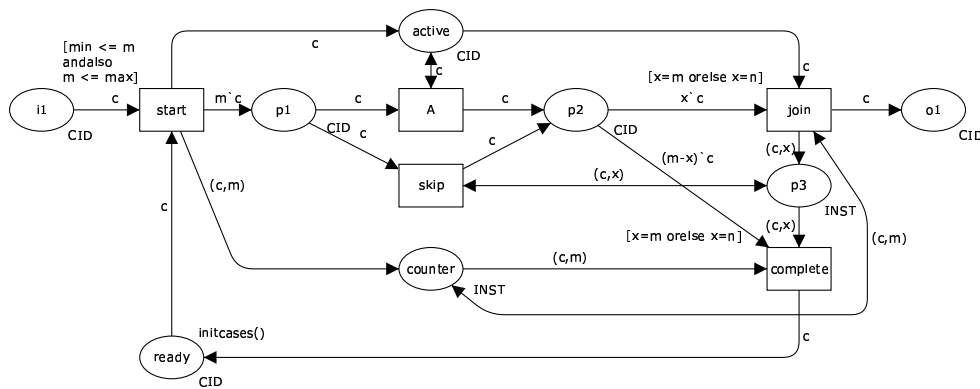 active
c
CID
[min <= m
andalso
m <= max]
c
c
[x=m orelse x=n]
i1
c
start
m`c
p1
c
A
c
p2
x`c
join
c
o1
CID
CID
CID
CID
c
c
(m-x)`c
(c,x)
(c,m)
skip
(c,x)
p3
c
INST
(c,x)
[x=m orelse x=n]
(c,m)
counter
(c,m)
complete
INST
initcases()
c
ready
CID